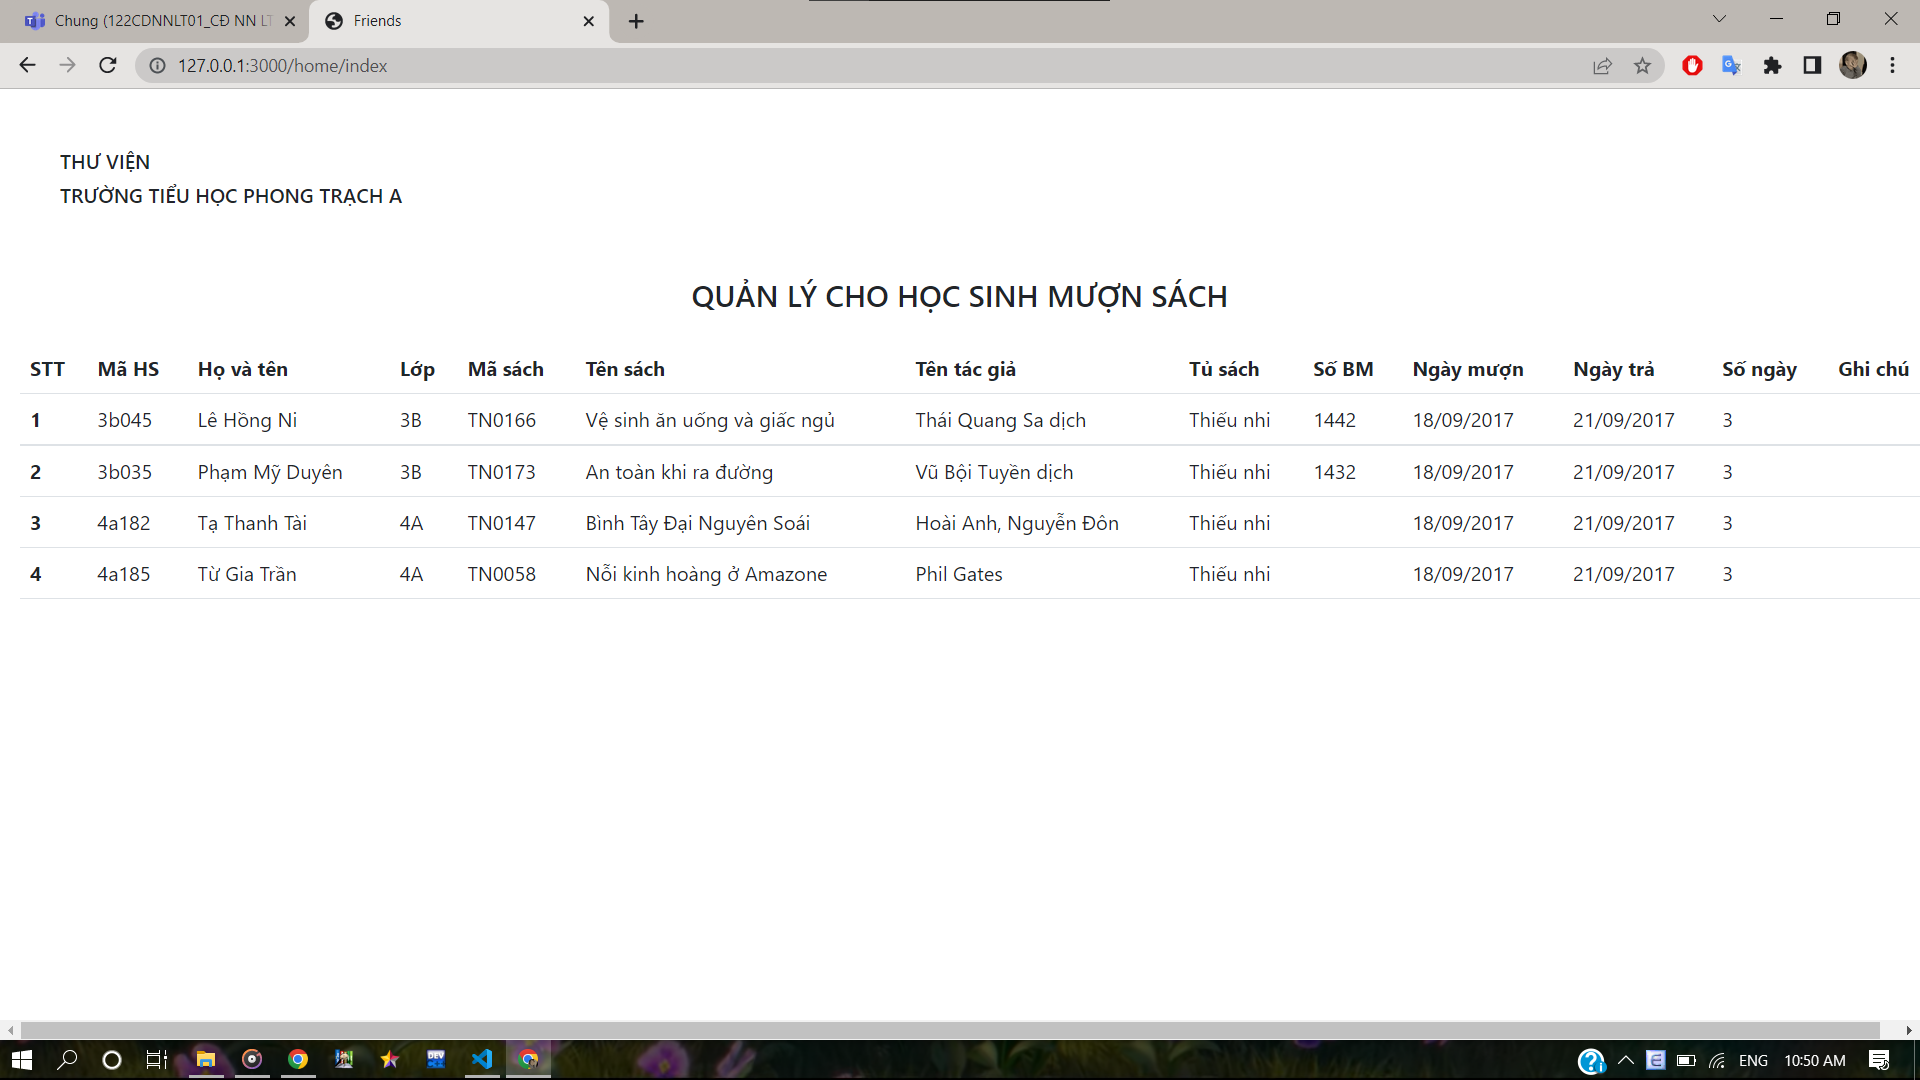 Chung (122CDNNLT01_CĐ NN LT
Friends
127.0.0.1:3000/home/index
THƯ VIỆN
TRƯỜNG TIỂU HỌC PHONG TRẠCH A
QUẢN LÝ CHO HỌC SINH MƯỢN SÁCH
STT Mã HS Họ và tên Lớp Mã sách Tên sách Tên tác giả Tủ sách Số BM Ngày mượn Ngày trả Số ngày Ghi chú
1 3b045 Lê Hồng Ni 3B TN0166 Vệ sinh ăn uống và giấc ngủ Thái Quang Sa dịch Thiếu nhi 1442 18/09/2017 21/09/2017 3
2 3b035 Phạm Mỹ Duyên 3B TN0173 An toàn khi ra đường Vũ Bội Tuyền dịch Thiếu nhi 1432 18/09/2017 21/09/2017 3
3 4a182 Tạ Thanh Tài 4A TN0147 Bình Tây Đại Nguyên Soái Hoài Anh, Nguyễn Đôn Thiếu nhi 18/09/2017 21/09/2017 3
4 4a185 Từ Gia Trần 4A TN0058 Nỗi kinh hoàng ở Amazone Phil Gates Thiếu nhi 18/09/2017 21/09/2017 3
DEV
ENG 10:50 AM